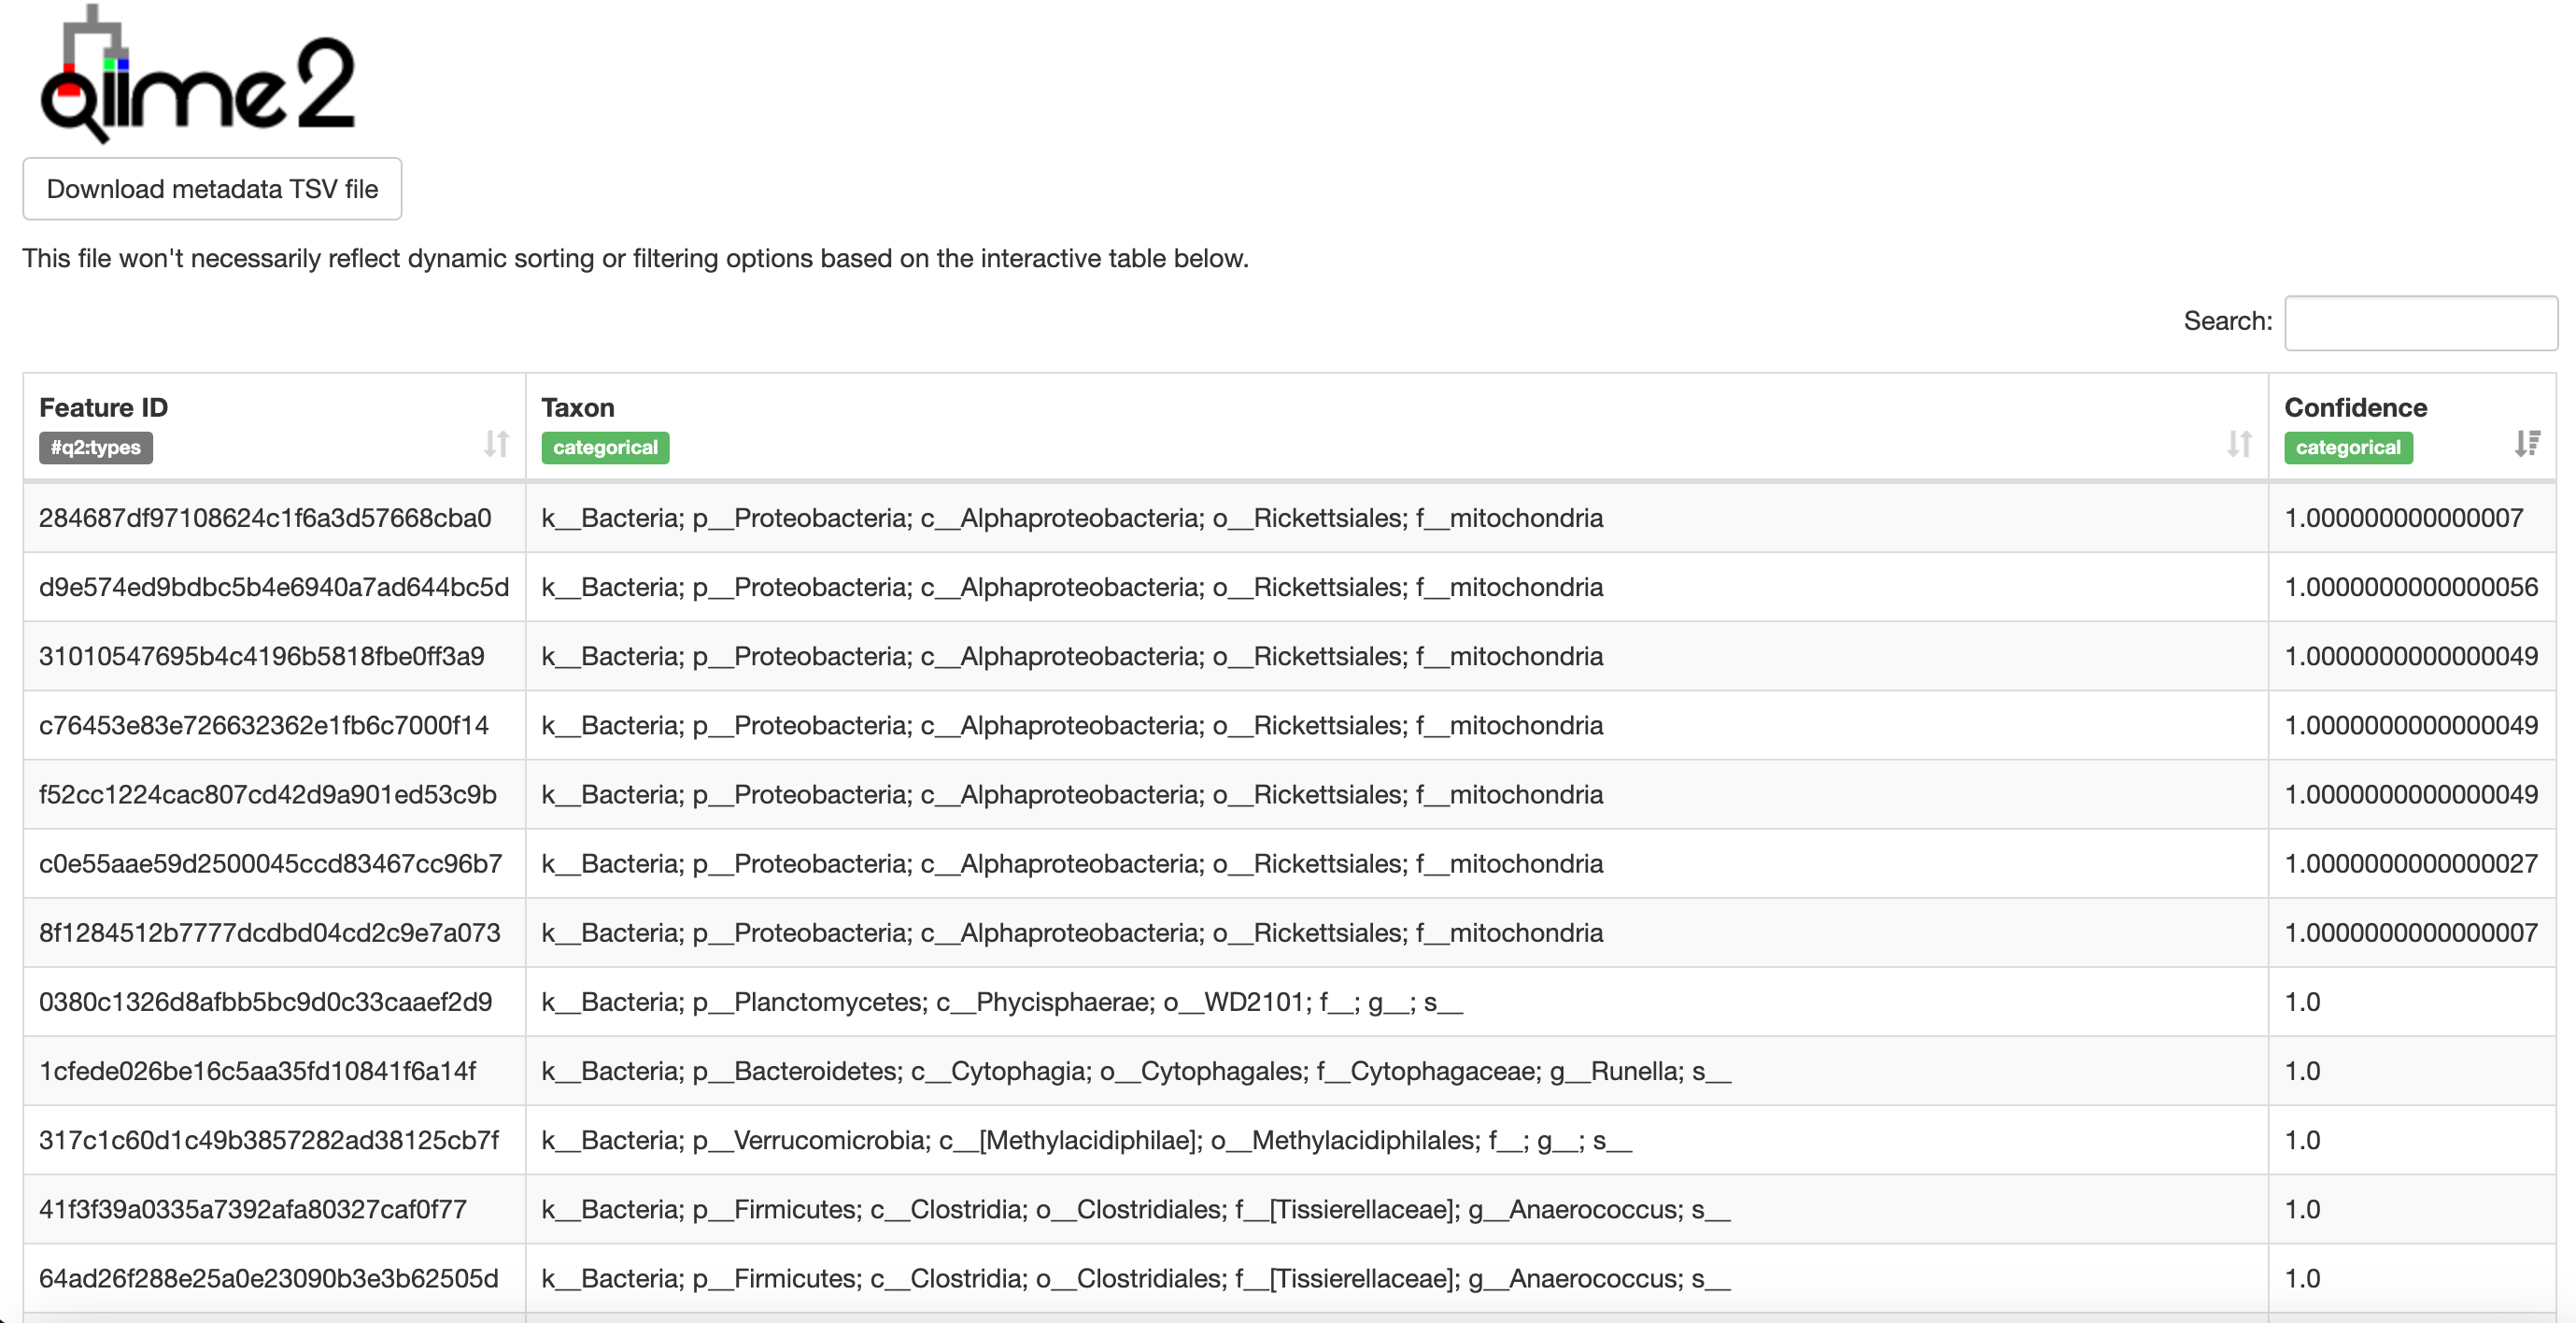 qiime2
Download metadata TSV file
This file won't necessarily reflect dynamic sorting or filtering options based on the interactive table below.
Search:
Feature ID Taxon Confidence
#q2:types categorical categorical
284687df97108624c1f6a3d57668cba0 k__Bacteria; p__Proteobacteria; c__Alphaproteobacteria; o__Rickettsiales; f__mitochondria 1.000000000000007
d9e574ed9bdbc5b4e6940a7ad644bc5d k__Bacteria; p__Proteobacteria; c__Alphaproteobacteria; o__Rickettsiales; f__mitochondria 1.0000000000000056
31010547695b4c4196b5818fbe0ff3a9 k__Bacteria; p__Proteobacteria; c__Alphaproteobacteria; o__Rickettsiales; f__mitochondria 1.0000000000000049
c76453e83e726632362e1fb6c7000f14 k__Bacteria; p__Proteobacteria; c__Alphaproteobacteria; o__Rickettsiales; f__mitochondria 1.0000000000000049
f52cc1224cac807cd42d9a901ed53c9b k__Bacteria; p__Proteobacteria; c__Alphaproteobacteria; o__Rickettsiales; f__mitochondria 1.0000000000000049
c0e55aae59d2500045ccd83467cc96b7 k__Bacteria; p__Proteobacteria; c__Alphaproteobacteria; o__Rickettsiales; f__mitochondria 1.0000000000000027
8f1284512b7777dcdbd04cd2c9e7a073 k__Bacteria; p__Proteobacteria; c__Alphaproteobacteria; o__Rickettsiales; f__mitochondria 1.0000000000000007
0380c1326d8afbb5bc9d0c33caaef2d9 k__Bacteria; p__Planctomycetes; c__Phycisphaerae; o__WD2101; f__; g__; s__ 1.0
1cfede026be16c5aa35fd10841f6a14f k__Bacteria; p__Bacteroidetes; c__Cytophagia; o__Cytophagales; f__Cytophagaceae; g__Runella; s__ 1.0
317c1c60d1c49b3857282ad38125cb7f k__Bacteria; p__Verrucomicrobia; c__[Methylacidiphilae]; o__Methylacidiphilales; f__; g__; s__ 1.0
41f3f39a0335a7392afa80327caf0f77 k__Bacteria; p__Firmicutes; c__Clostridia; o__Clostridiales; f__[Tissierellaceae]; g__Anaerococcus; s__ 1.0
64ad26f288e25a0e23090b3e3b62505d k__Bacteria; p__Firmicutes; c__Clostridia; o__Clostridiales; f__[Tissierellaceae]; g__Anaerococcus; s__ 1.0